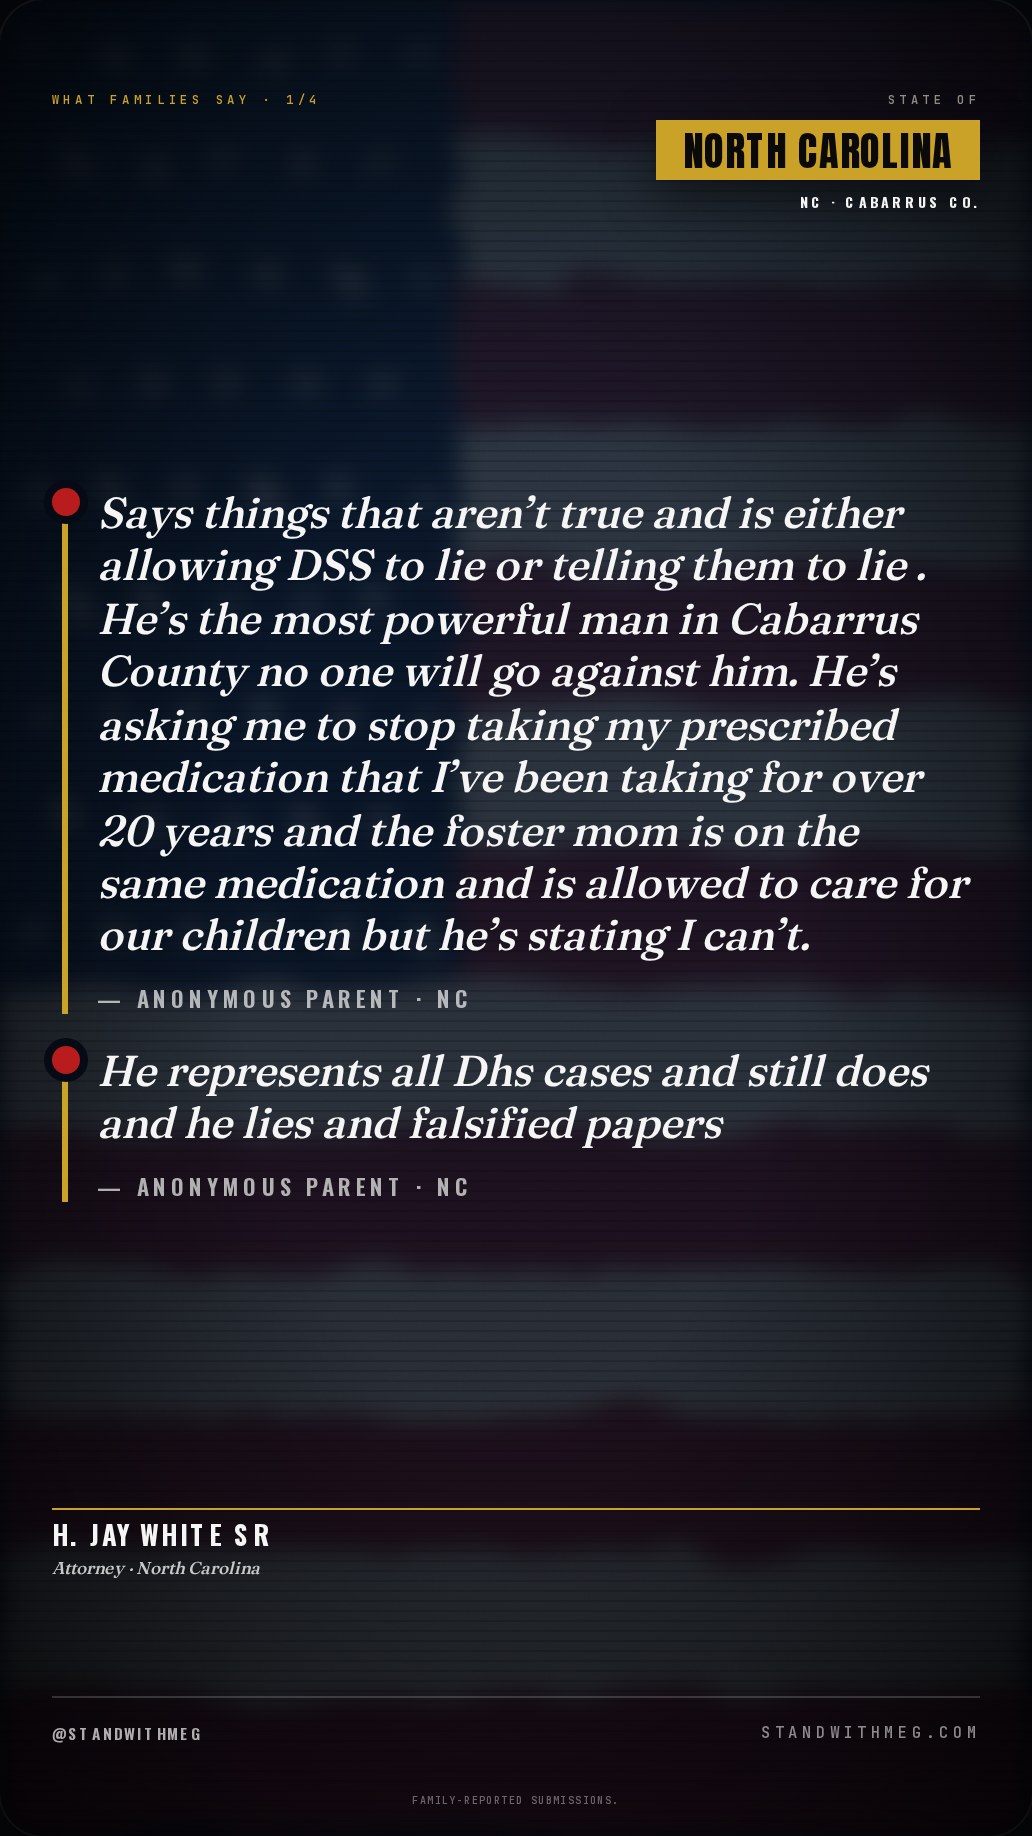 WHAT FAMILIES SAY · 1/4
STATE OF
NORTH CAROLINA
NC · CABARRUS CO.
Says things that aren’t true and is either
allowing DSS to lie or telling them to lie .
He’s the most powerful man in Cabarrus
County no one will go against him. He’s
asking me to stop taking my prescribed
medication that I’ve been taking for over
20 years and the foster mom is on the
same medication and is allowed to care for
our children but he’s stating I can’t.
— ANONYMOUS PARENT · NC
He represents all Dhs cases and still does
and he lies and falsified papers
— ANONYMOUS PARENT · NC
H. JAY WHITE SR
Attorney · North Carolina
@STANDWITHMEG
STANDWITHMEG.COM
FAMILY-REPORTED SUBMISSIONS.